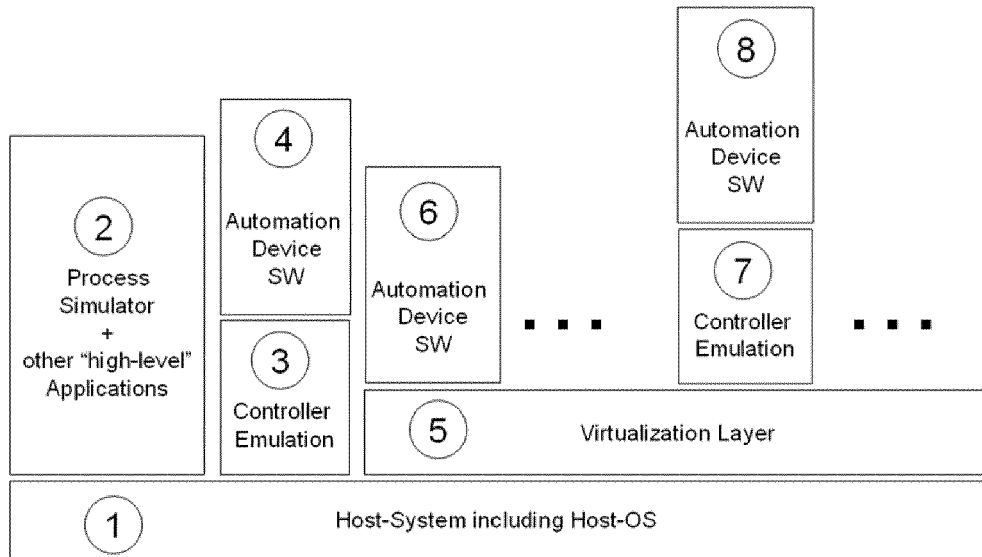 2
Process
Simulator
+
other "high-level"
Applications
4
Automation
Device
SW
3
Controller
Emulation
6
Automation
Device
SW
8
Automation
Device
SW
7
Controller
Emulation
5
Virtualization Layer
1
Host-System including Host-OS